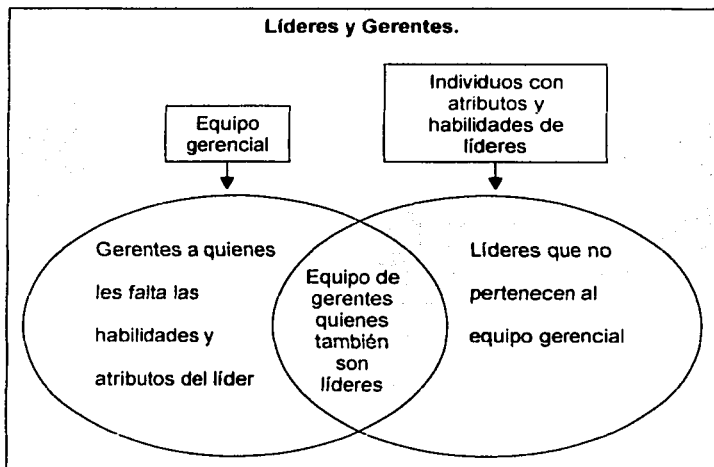 Líderes y Gerentes.
Equipo
gerencial
Individuos con
atributos y
habilidades de
líderes
Gerentes a quienes
les falta las
habilidades y
atributos del líder
Equipo de
gerentes
quienes
también
son
líderes
Líderes que no
pertenecen al
equipo gerencial